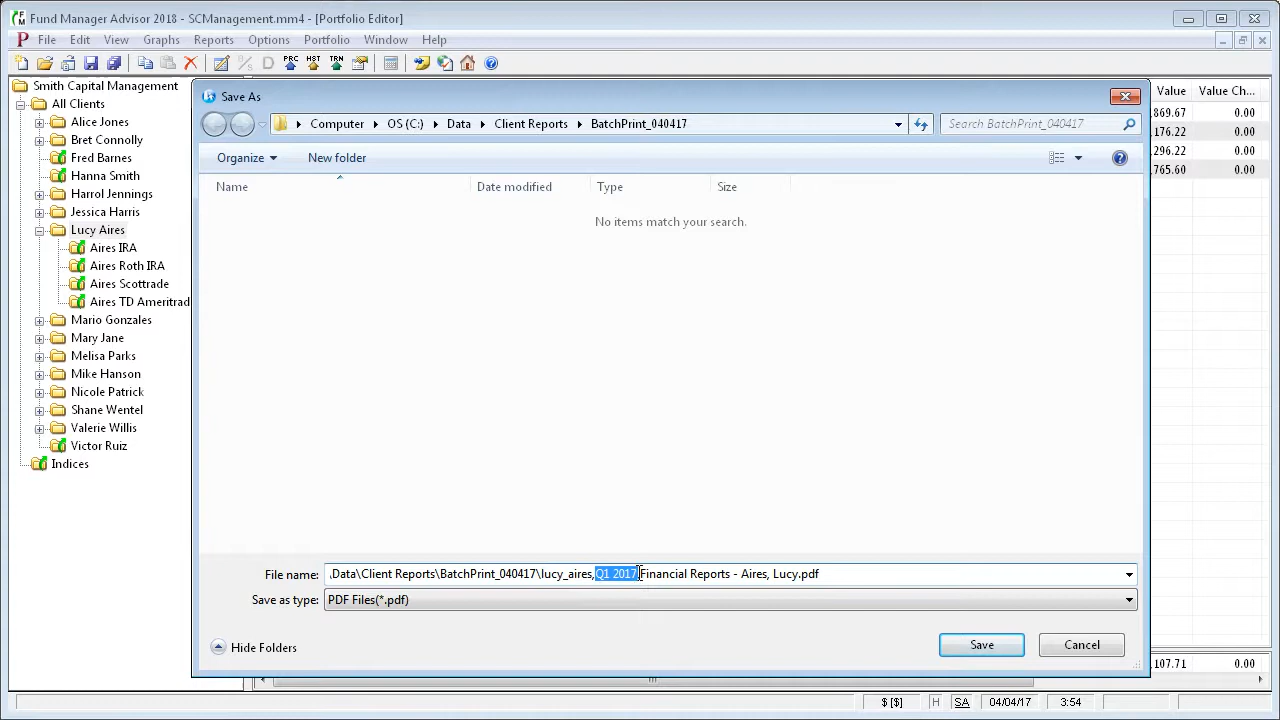 Fund Manager Advisor 2018 - SCManagement.mm4 - [Portfolio Editor]
File Edit View Graphs Reports Options Portfolio Window Help
PRC HST TRN
Smith Capital Management
All Clients
Alice Jones
Bret Connolly
Fred Barnes
Hanna Smith
Harrol Jennings
Jessica Harris
Lucy Aires
Aires IRA
Aires Roth IRA
Aires Scottrade
Aires TD Ameritrad
Mario Gonzales
Mary Jane
Melisa Parks
Mike Hanson
Nicole Patrick
Shane Wentel
Valerie Willis
Victor Ruiz
Indices
Save As
Computer OS (C:) Data Client Reports BatchPrint_040417
Search BatchPrint_040417
Organize New folder
Name Date modified Type Size
No items match your search.
File name: .Data\Client Reports\BatchPrint_040417\lucy_aires,Q1 2017 Financial Reports - Aires, Lucy.pdf
Save as type: PDF Files(*.pdf)
Hide Folders
Save Cancel
Value Value Ch...
.869.67 0.00
.176.22 0.00
.296.22 0.00
.765.60 0.00
.107.71 0.00
$ [$] H SA 04/04/17 3:54